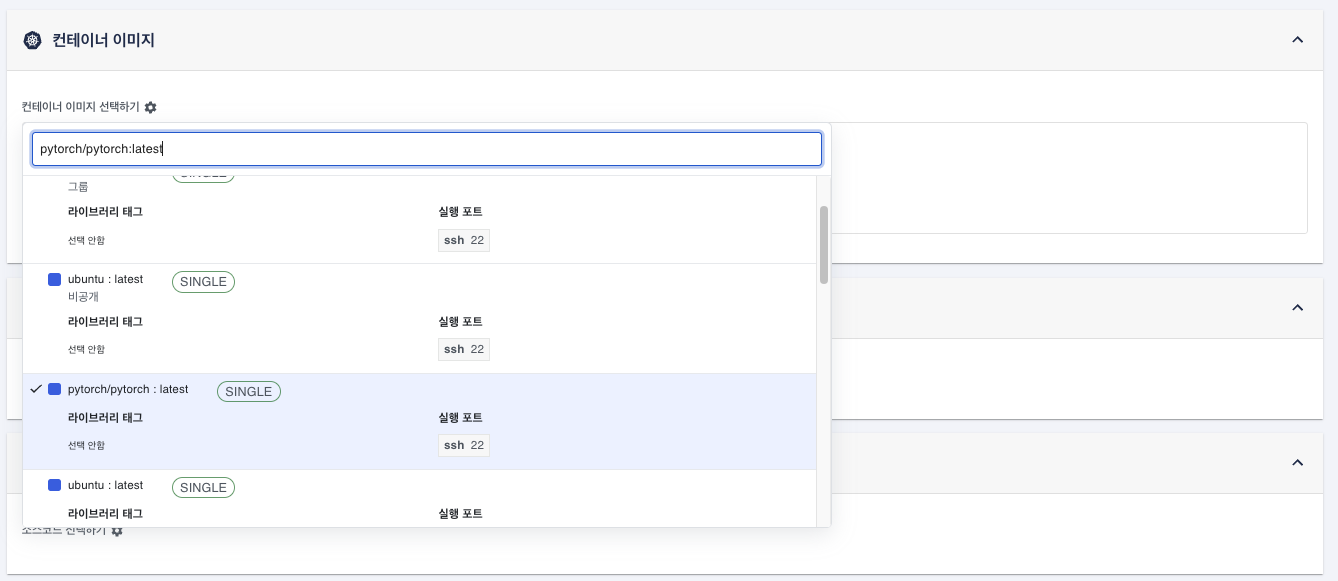 컨테이너 이미지
컨테이너 이미지 선택하기
pytorch/pytorch:latest
SINGLE
그룹
라이브러리 태그 실행 포트
선택 안함 ssh 22
ubuntu : latest SINGLE
비공개
라이브러리 태그 실행 포트
선택 안함 ssh 22
pytorch/pytorch : latest SINGLE
라이브러리 태그 실행 포트
선택 안함 ssh 22
ubuntu : latest SINGLE
라이브러리 태그 실행 포트
소스코드 선택하기